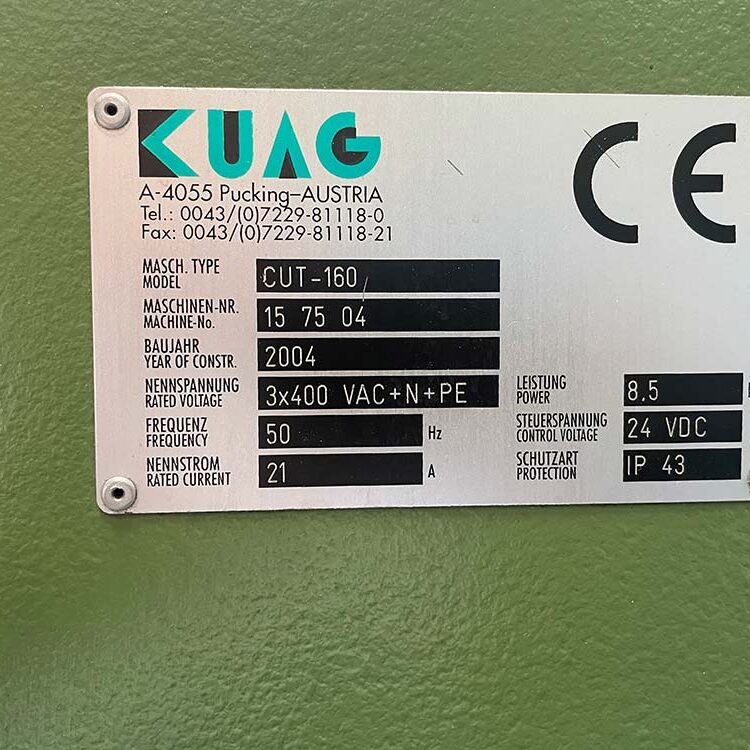 KUAG
CE
A-4055 Pucking–AUSTRIA
Tel.: 0043/(0)7229-81118-0
Fax: 0043/(0)7229-81118-21
MASCH. TYPE
MODEL
CUT-160
MASCHINEN-NR.
MACHINE-No.
15 75 04
BAUJAHR
YEAR OF CONSTR.
2004
NENNSPANNUNG
RATED VOLTAGE
3x400 VAC+N+PE
LEISTUNG
POWER
8.5
FREQUENZ
FREQUENCY
50 Hz
STEUERSPANNUNG
CONTROL VOLTAGE
24 VDC
NENNSTROM
RATED CURRENT
21 A
SCHUTZART
PROTECTION
IP 43